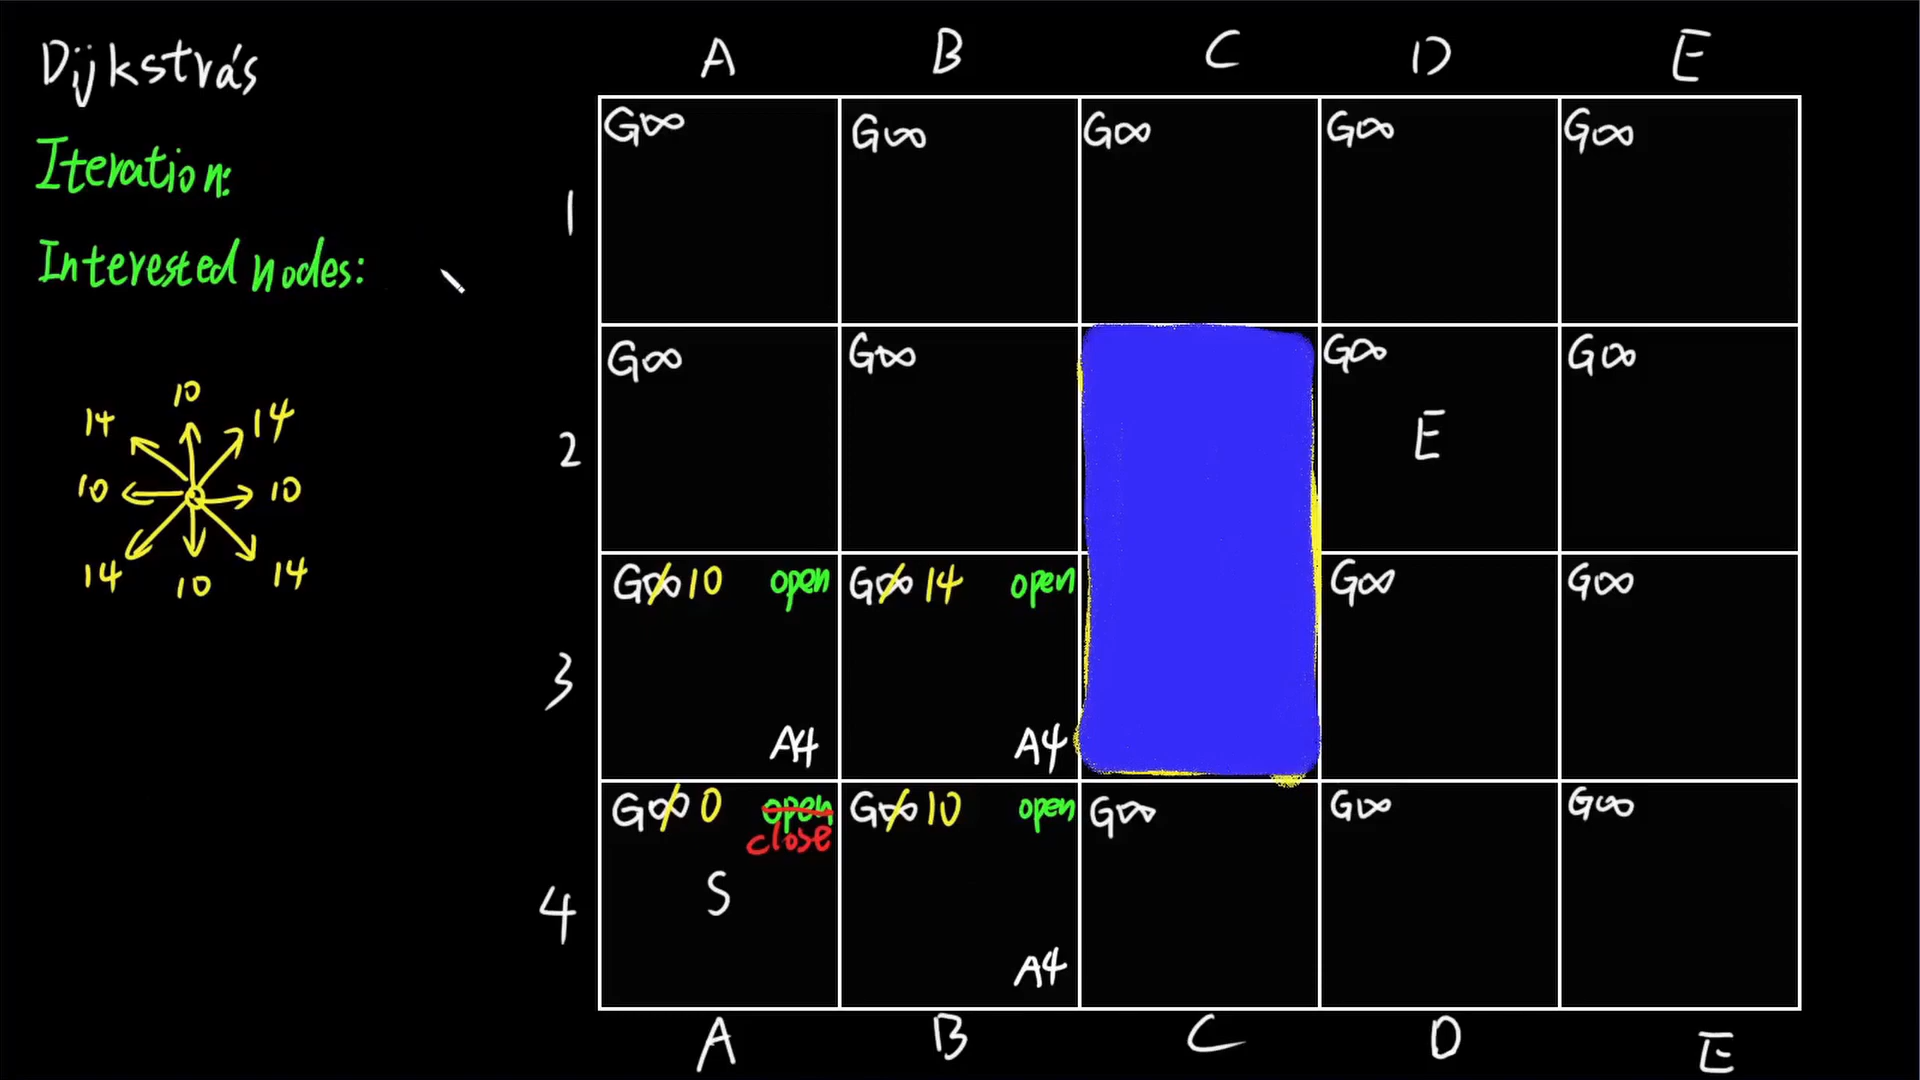 Dijkstra's
Iteration:
Interested nodes:
10
14 14
10 10
14 10 14
A B C D E
1 G∞ G∞ G∞ G∞ G∞
2 G∞ G∞ G∞ G∞
E
3 G∞ 10 open G∞ 14 open G∞ G∞
A4 A4
4 G∞ 0 open G∞ 10 open G∞ G∞ G∞
close
S
A4
A B C D E